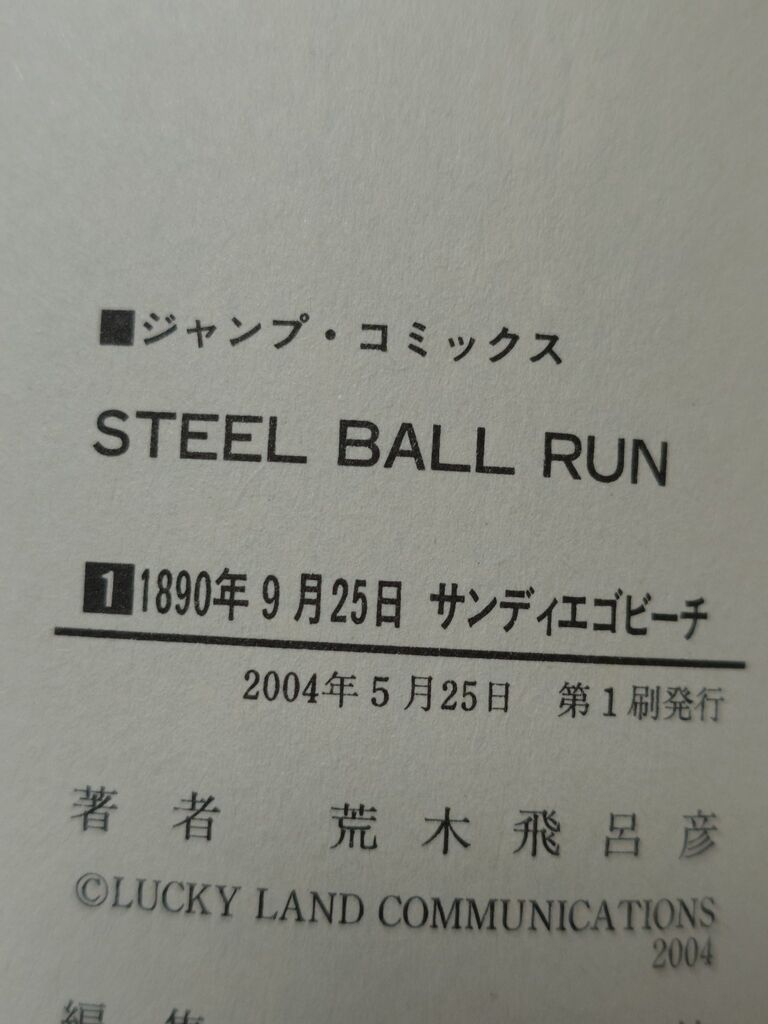 ■ジャンプ・コミックス
STEEL BALL RUN
1 1890年9月25日 サンディエゴビーチ
2004年5月25日 第1刷発行
著者 荒木飛呂彦
©LUCKY LAND COMMUNICATIONS
2004
編集